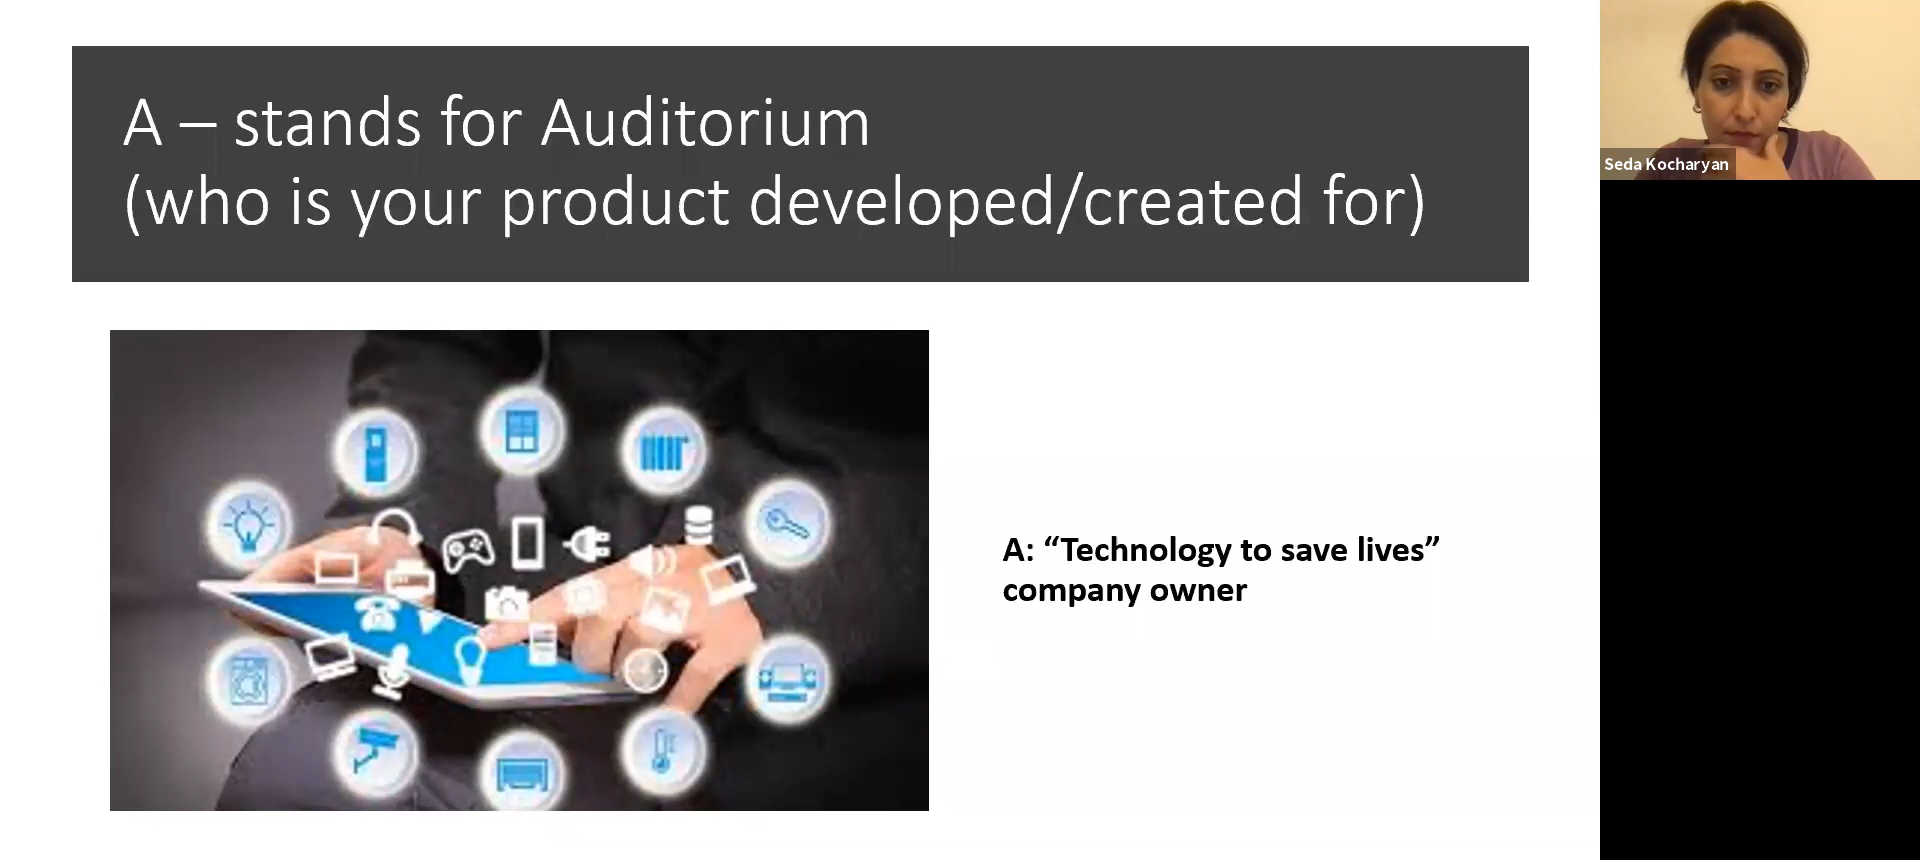 A – stands for Auditorium
(who is your product developed/created for)
A: “Technology to save lives”
company owner
Seda Kocharyan